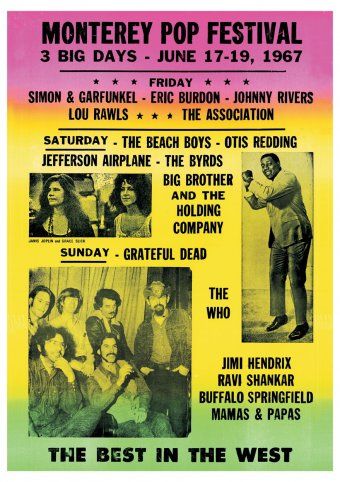 MONTEREY POP FESTIVAL
3 BIG DAYS - JUNE 17-19, 1967
FRIDAY
SIMON & GARFUNKEL - ERIC BURDON - JOHNNY RIVERS
LOU RAWLS ★ ★ ★ THE ASSOCIATION
SATURDAY - THE BEACH BOYS - OTIS REDDING
JEFFERSON AIRPLANE - THE BYRDS
BIG BROTHER
AND THE
HOLDING
COMPANY
JANIS JOPLIN and GRACE SLICK
SUNDAY - GRATEFUL DEAD
THE
WHO
JIMI HENDRIX
RAVI SHANKAR
BUFFALO SPRINGFIELD
MAMAS & PAPAS
THE BEST IN THE WEST